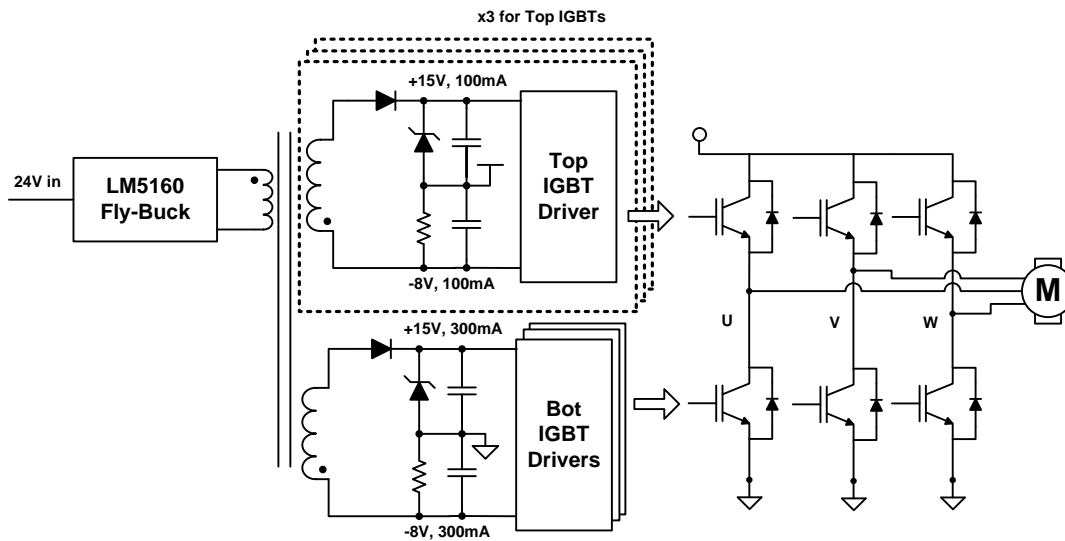 x3 for Top IGBTs
+15V, 100mA
24V in
LM5160
Fly-Buck
Top
IGBT
Driver
-8V, 100mA
+15V, 300mA
Bot
IGBT
Drivers
-8V, 300mA
U
V
W
M